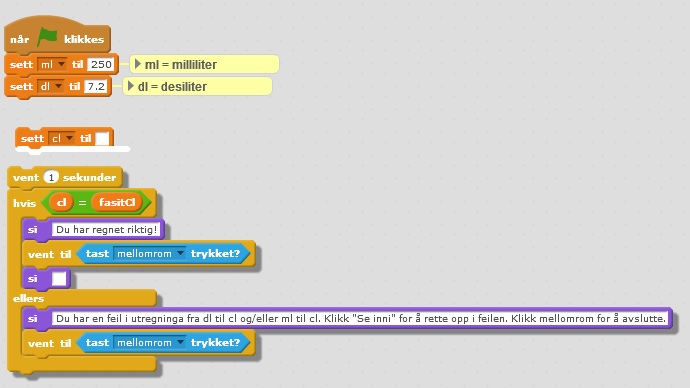 når klikkes
sett ml til 250
ml = milliliter
sett dl til 7.2
dl = desiliter
sett cl til
vent 1 sekunder
hvis cl = fasitCl
si Du har regnet riktig!
vent til tast mellomrom trykket?
si
ellers
si Du har en feil i utregninga fra dl til cl og/eller ml til cl. Klikk "Se inni" for å rette opp i feilen. Klikk mellomrom for å avslutte.
vent til tast mellomrom trykket?